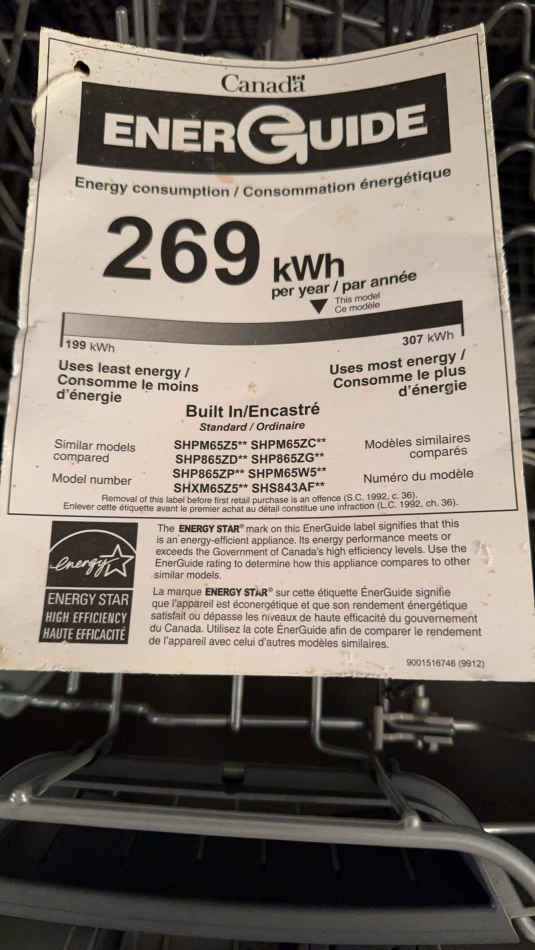 Canada
ENERGUIDE
Energy consumption / Consommation énergétique
269 kWh
per year / par année
This model
Ce modèle
199 kWh
307 kWh
Uses least energy /
Consomme le moins
d'énergie
Uses most energy /
Consomme le plus
d'énergie
Built In/Encastré
Standard / Ordinaire
Similar models
compared
Model number
SHPM65Z5** SHPM65ZC**
SHP865ZD** SHP865ZG**
SHP865ZP** SHPM65W5**
SHXM65Z5** SHS843AF**
Modèles similaires
comparés
Numéro du modèle
Removal of this label before first retail purchase is an offence (S.C. 1992, c. 36).
Enlever cette étiquette avant le premier achat au détail constitue une infraction (L.C. 1992, ch. 36).
energy
ENERGY STAR
HIGH EFFICIENCY
HAUTE EFFICACITÉ
The ENERGY STAR® mark on this EnerGuide label signifies that this
is an energy-efficient appliance. Its energy performance meets or
exceeds the Government of Canada's high efficiency levels. Use the
EnerGuide rating to determine how this appliance compares to other
similar models.
La marque ENERGY STAR® sur cette étiquette ÉnerGuide signifie
que l'appareil est éconergétique et que son rendement énergétique
satisfait ou dépasse les niveaux de haute efficacité du gouvernement
du Canada. Utilisez la cote ÉnerGuide afin de comparer le rendement
de l'appareil avec celui d'autres modèles similaires.
9001516746 (9912)